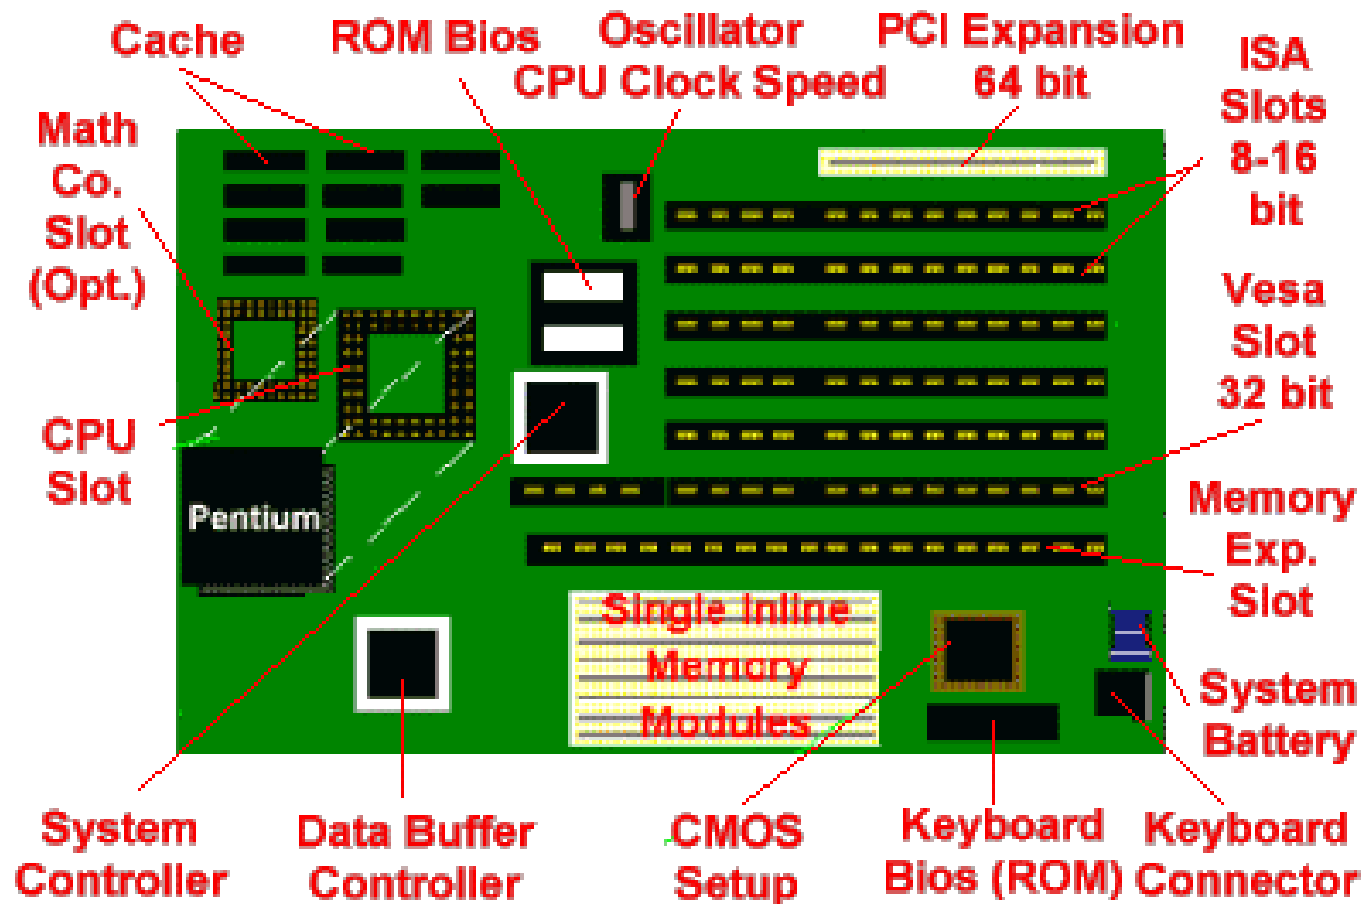 Cache
ROM Bios
Oscillator
CPU Clock Speed
PCI Expansion
64 bit
ISA
Slots
8-16
bit
Math
Co.
Slot
(Opt.)
Vesa
Slot
32 bit
CPU
Slot
Pentium
Memory
Exp.
Slot
Single Inline
Memory
Modules
System
Battery
System
Controller
Data Buffer
Controller
CMOS
Setup
Keyboard
Bios (ROM)
Keyboard
Connector